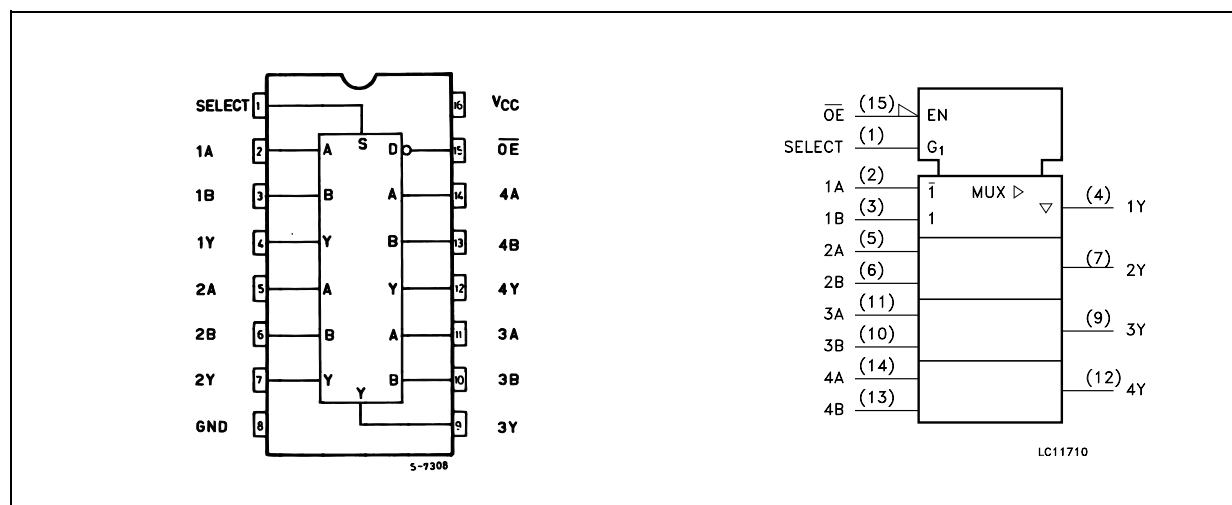 SELECT 1 16 VCC
S
1A 2 A D 15 OE
1B 3 B A 14 4A
1Y 4 Y B 13 4B
2A 5 A Y 12 4Y
2B 6 B A 11 3A
2Y 7 Y Y B 10 3B
GND 8 9 3Y
S-7308
OE (15) EN
SELECT (1) G1
1A (2) 1 MUX (4) 1Y
1B (3) 1
2A (5) (7) 2Y
2B (6)
3A (11) (9) 3Y
3B (10)
4A (14) (12) 4Y
4B (13)
LC11710